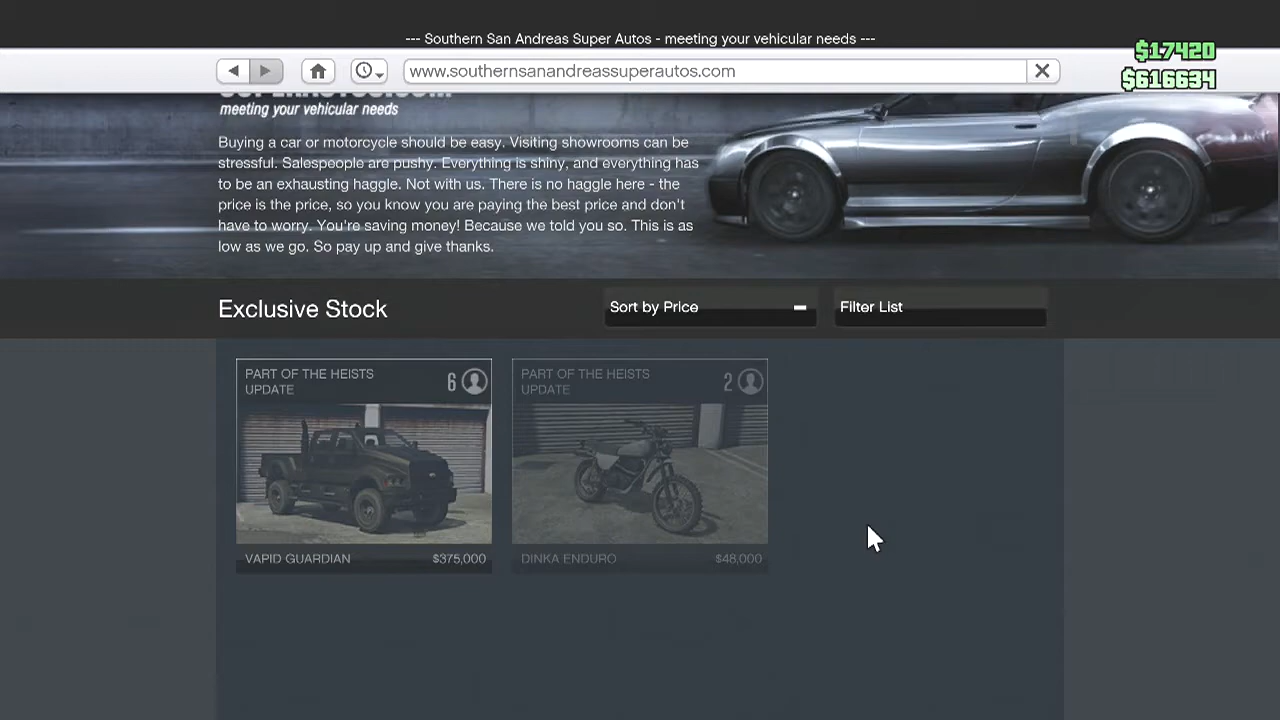 --- Southern San Andreas Super Autos - meeting your vehicular needs ---
$17420
www.southernsanandreassuperautos.com
$616634
meeting your vehicular needs
Buying a car or motorcycle should be easy. Visiting showrooms can be
stressful. Salespeople are pushy. Everything is shiny, and everything has
to be an exhausting haggle. Not with us. There is no haggle here - the
price is the price, so you know you are paying the best price and don't
have to worry. You're saving money! Because we told you so. This is as
low as we go. So pay up and give thanks.
Exclusive Stock
Sort by Price
Filter List
PART OF THE HEISTS
UPDATE
6
VAPID GUARDIAN $375,000
PART OF THE HEISTS
UPDATE
2
DINKA ENDURO $48,000